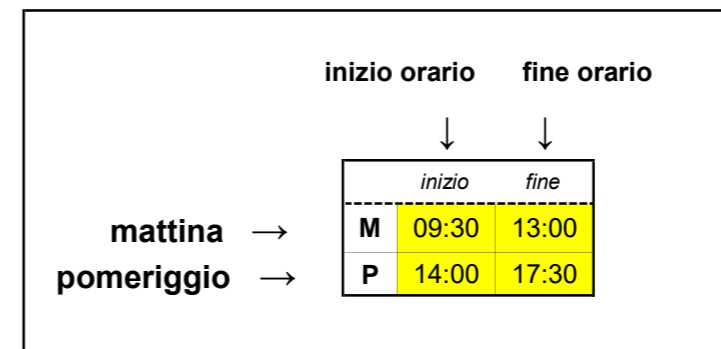 inizio orario fine orario
↓ ↓
inizio fine
mattina → M 09:30 13:00
pomeriggio → P 14:00 17:30